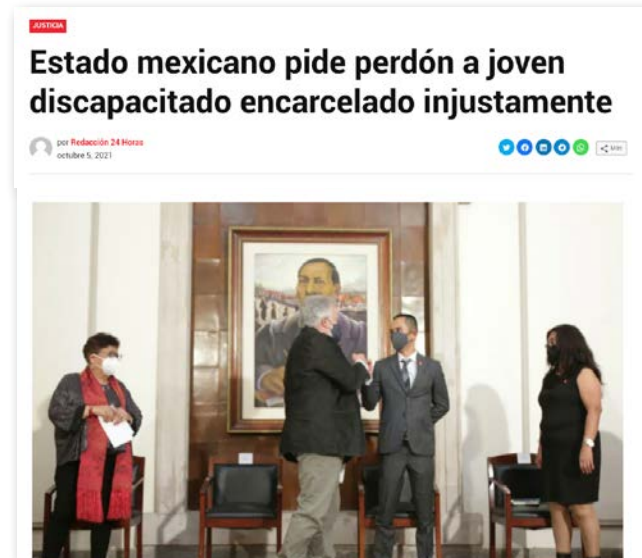 JUSTICIA
Estado mexicano pide perdón a joven
discapacitado encarcelado injustamente
por Redacción 24 Horas
octubre 5, 2021